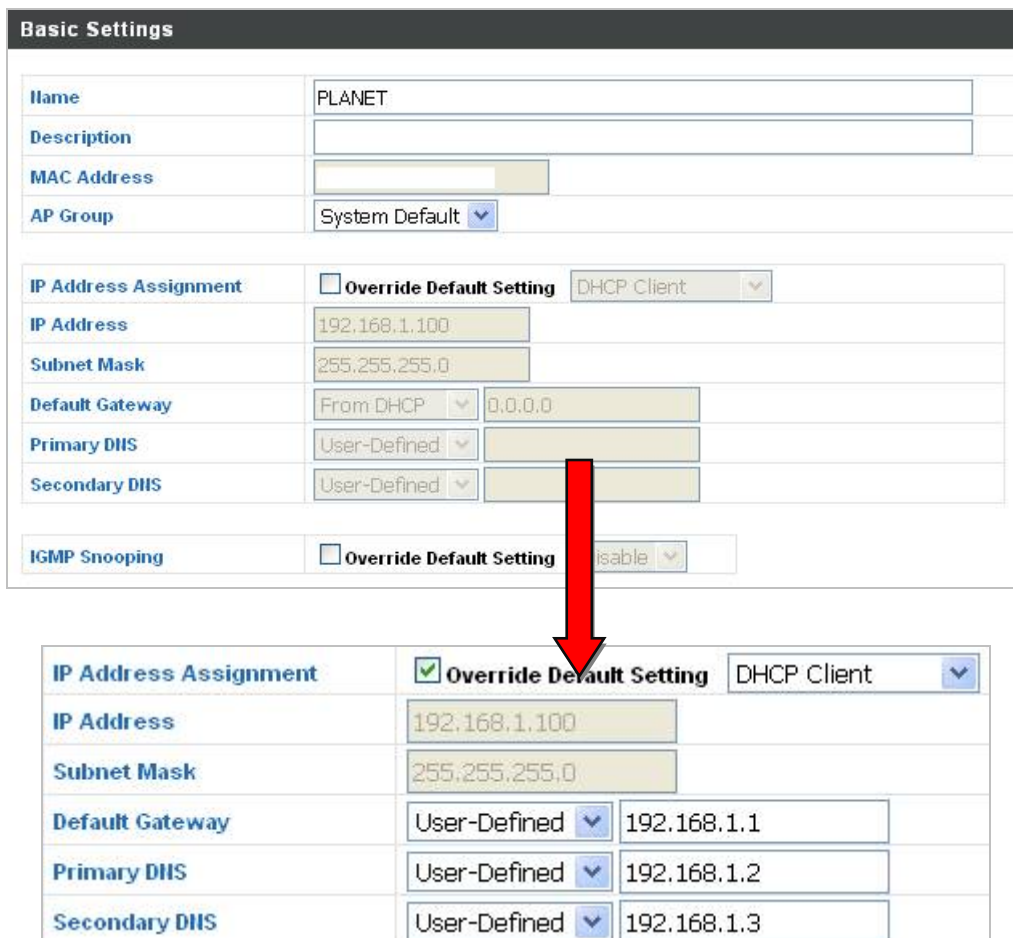 Basic Settings
Name PLANET
Description
MAC Address
AP Group System Default
IP Address Assignment Override Default Setting DHCP Client
IP Address 192.168.1.100
Subnet Mask 255.255.255.0
Default Gateway From DHCP 0.0.0.0
Primary DNS User-Defined
Secondary DNS User-Defined
IGMP Snooping Override Default Setting isable
IP Address Assignment Override Default Setting DHCP Client
IP Address 192.168.1.100
Subnet Mask 255.255.255.0
Default Gateway User-Defined 192.168.1.1
Primary DNS User-Defined 192.168.1.2
Secondary DNS User-Defined 192.168.1.3